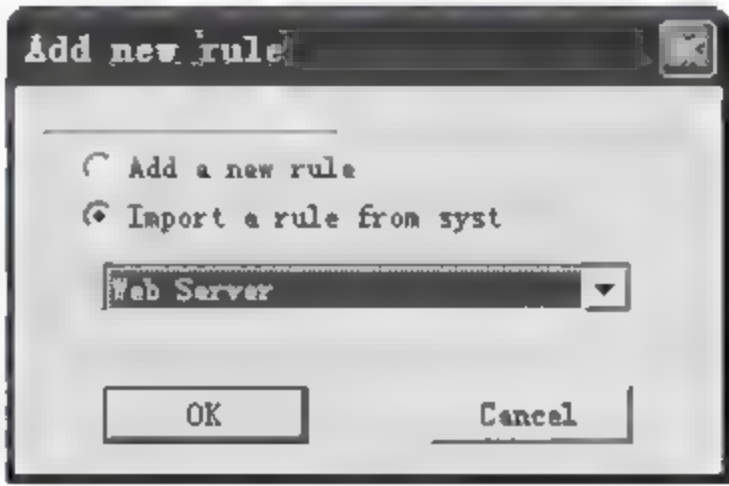 Add new rule
Add a new rule
Import a rule from syst
Web Server
OK
Cancel